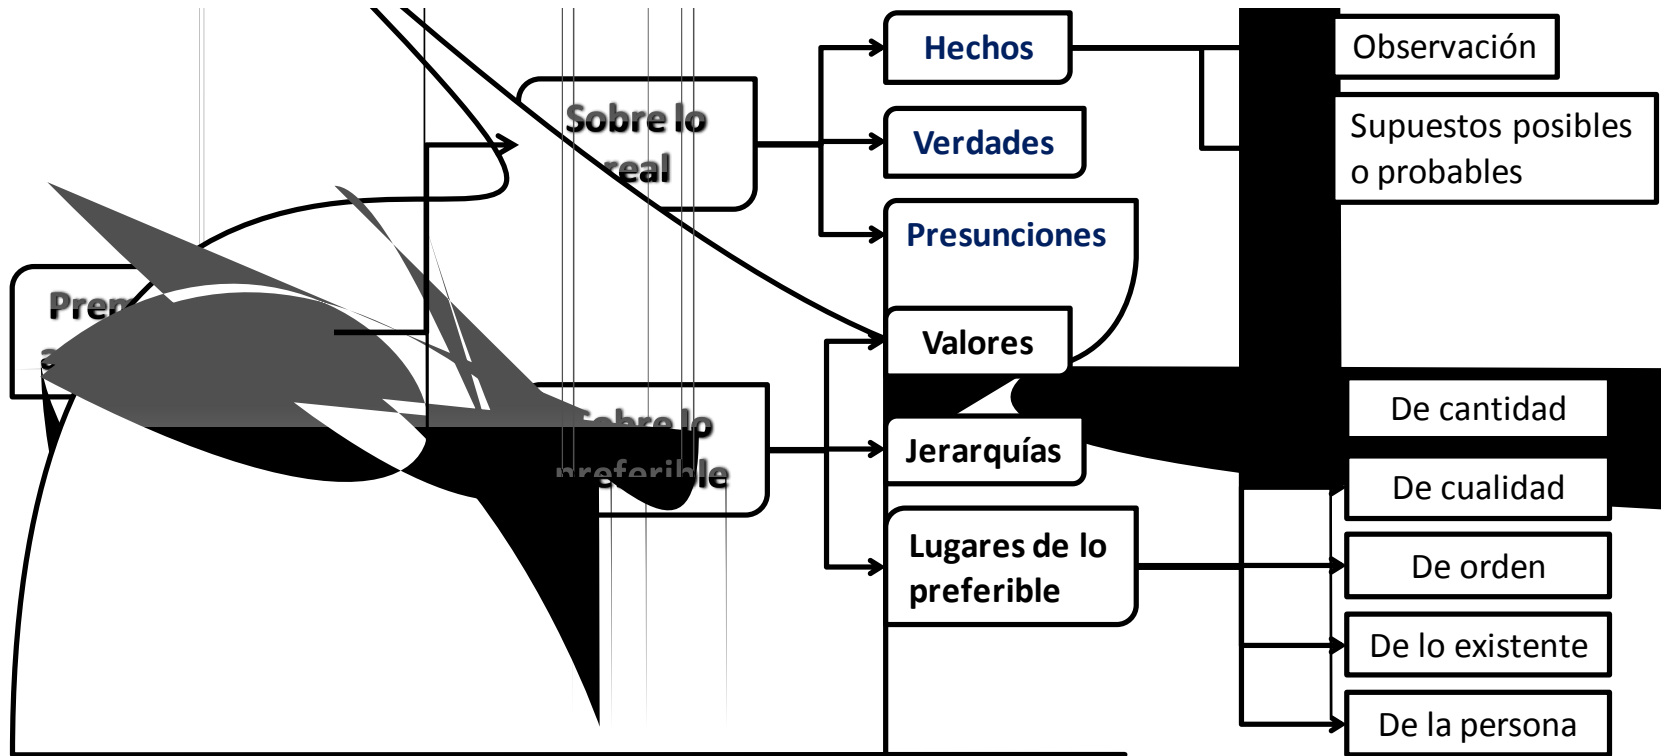 Hechos
Observación
Sobre lo
real
Verdades
Supuestos posibles
o probables
Presunciones
Valores
Sobre lo
preferible
De cantidad
Jerarquías
De cualidad
Lugares de lo
preferible
De orden
De lo existente
De la persona